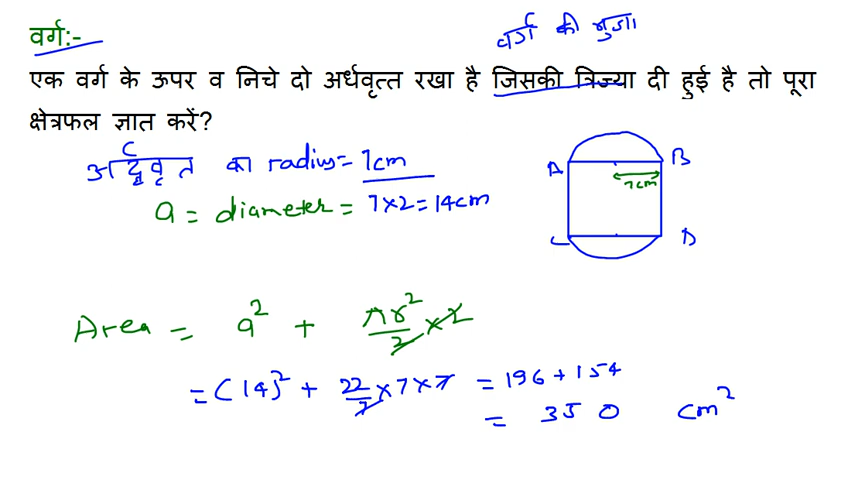 वर्ग:-
वर्ग की भुजा
एक वर्ग के ऊपर व निचे दो अर्धवृत्त रखा है जिसकी त्रिज्या दी हुई है तो पूरा
क्षेत्रफल ज्ञात करें?
अर्द्धवृत का radius = 7cm
a = diameter = 7×2=14cm
A B
7cm
C D
Area = a² + πr²/2 × 2
= (14)² + 22/7 × 7 × 7 = 196 + 154
= 350 cm²